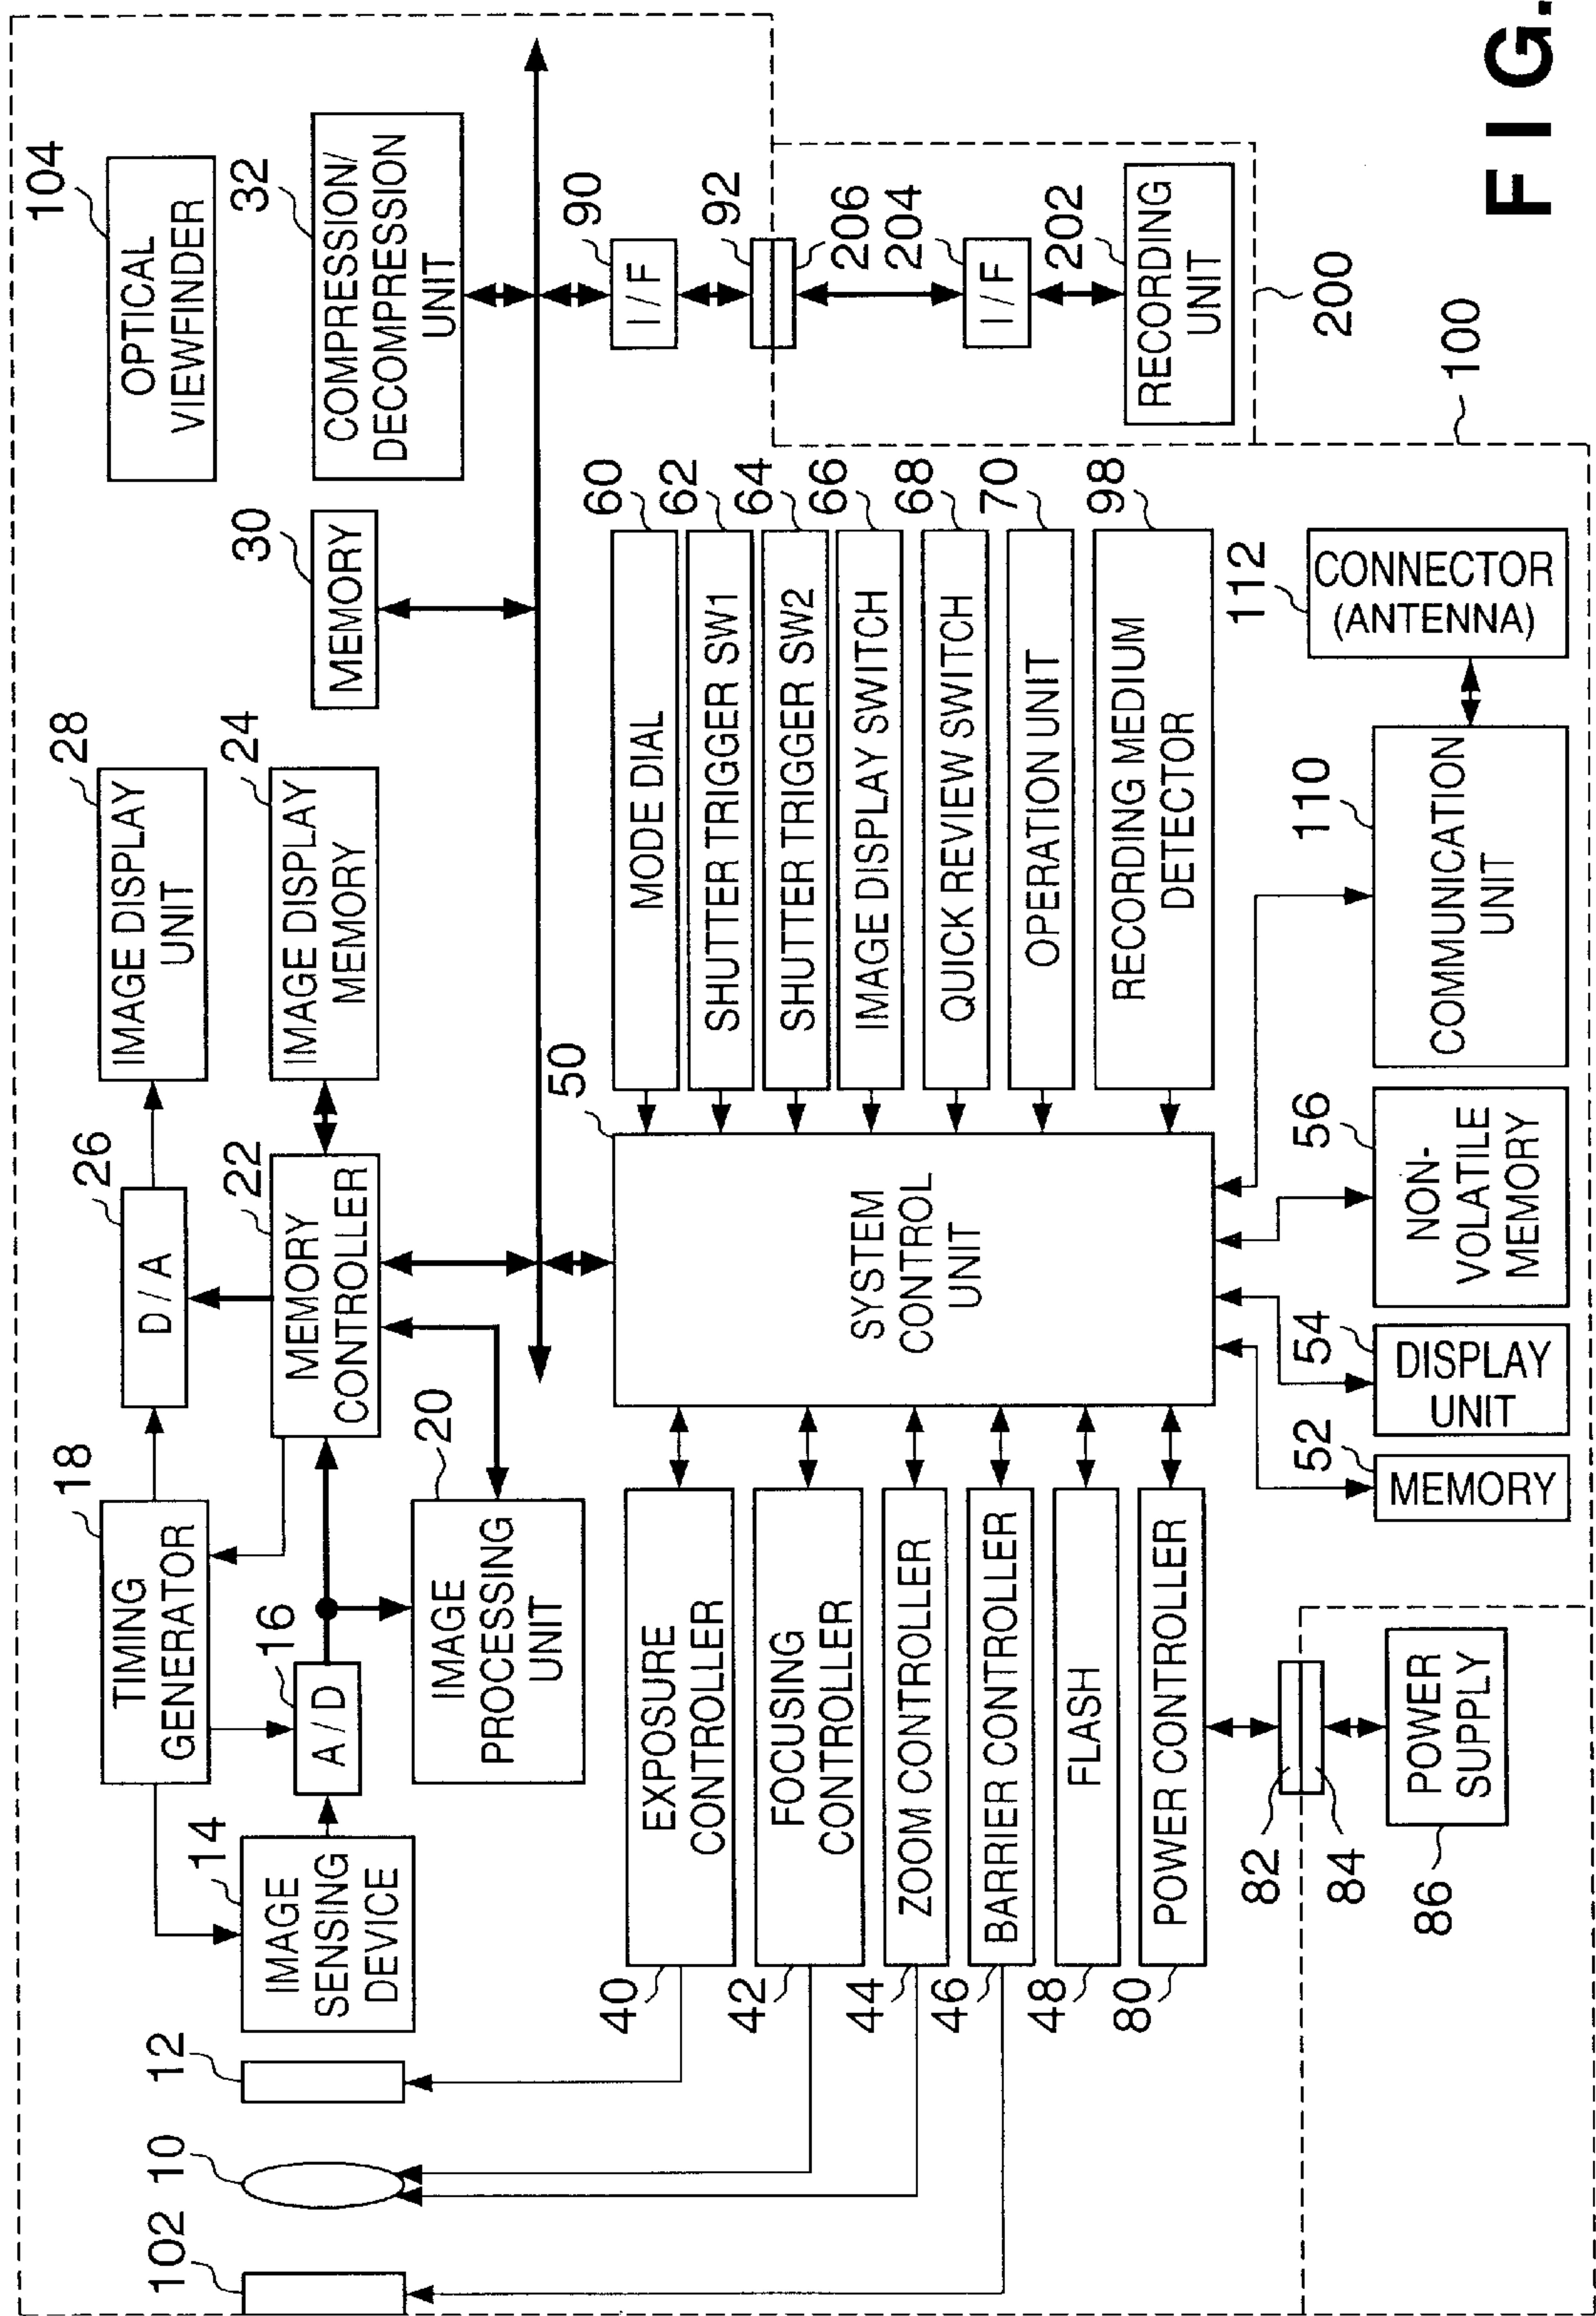 104
OPTICAL
VIEWFINDER
32
COMPRESSION/
DECOMPRESSION
UNIT
30
MEMORY
28
IMAGE DISPLAY
UNIT
24
IMAGE DISPLAY
MEMORY
26
D / A
22
MEMORY
CONTROLLER
18
TIMING
GENERATOR
16
A / D
20
IMAGE
PROCESSING
UNIT
14
IMAGE
SENSING
DEVICE
12
10
102
90
I / F
92
206
204
I / F
202
RECORDING
UNIT
200
100
60
MODE DIAL
62
SHUTTER TRIGGER SW1
64
SHUTTER TRIGGER SW2
66
IMAGE DISPLAY SWITCH
68
QUICK REVIEW SWITCH
70
OPERATION UNIT
98
RECORDING MEDIUM
DETECTOR
50
SYSTEM
CONTROL
UNIT
40
EXPOSURE
CONTROLLER
42
FOCUSING
CONTROLLER
44
ZOOM CONTROLLER
46
BARRIER CONTROLLER
48
FLASH
80
POWER CONTROLLER
112
CONNECTOR
(ANTENNA)
110
COMMUNICATION
UNIT
56
NON-
VOLATILE
MEMORY
54
DISPLAY
UNIT
52
MEMORY
82
84
86
POWER
SUPPLY
FIG.